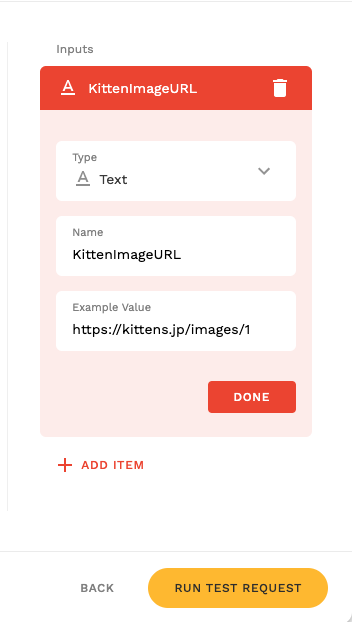 Inputs
KittenImageURL
Type
Text
Name
KittenImageURL
Example Value
https://kittens.jp/images/1
DONE
ADD ITEM
BACK
RUN TEST REQUEST